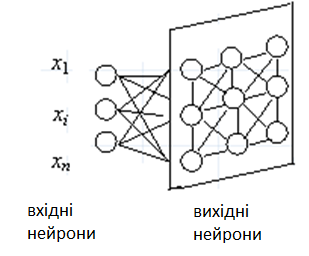 x1
xi
xn
вхідні
нейрони
вихідні
нейрони